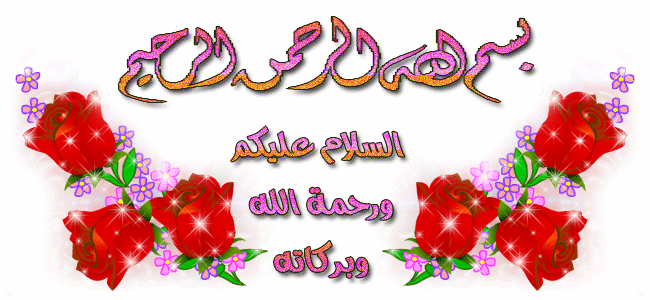 بسم الله الرحمن الرحيم
السلام عليكم
ورحمة الله
وبركاته